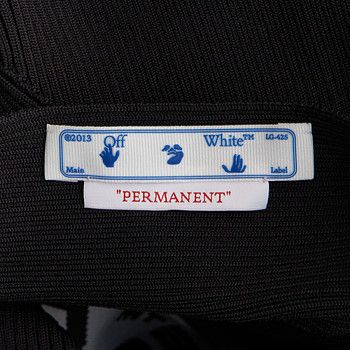 ©2013 Off White™ LG-425
Main Label
"PERMANENT"